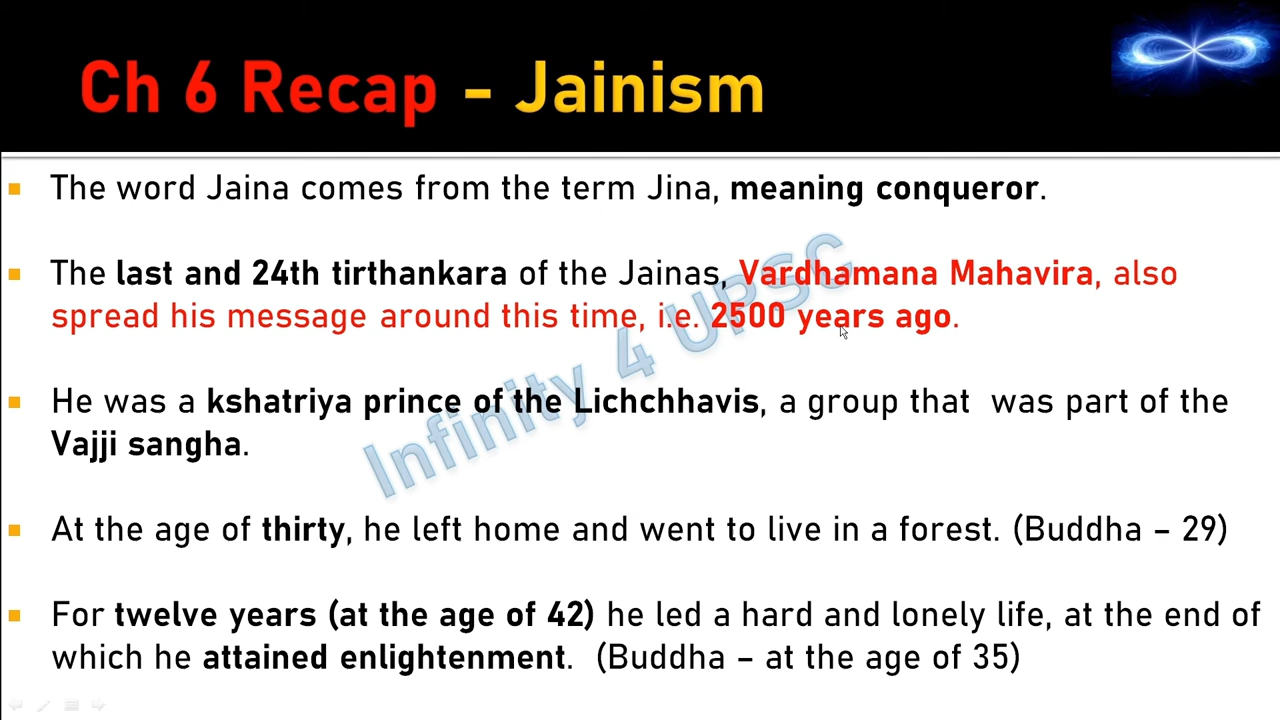 Ch 6 Recap - Jainism
The word Jaina comes from the term Jina, meaning conqueror.
The last and 24th tirthankara of the Jainas, Vardhamana Mahavira, also
spread his message around this time, i.e. 2500 years ago.
He was a kshatriya prince of the Lichchhavis, a group that was part of the
Vajji sangha.
At the age of thirty, he left home and went to live in a forest. (Buddha – 29)
For twelve years (at the age of 42) he led a hard and lonely life, at the end of
which he attained enlightenment. (Buddha – at the age of 35)
Infinity 4 UPSC